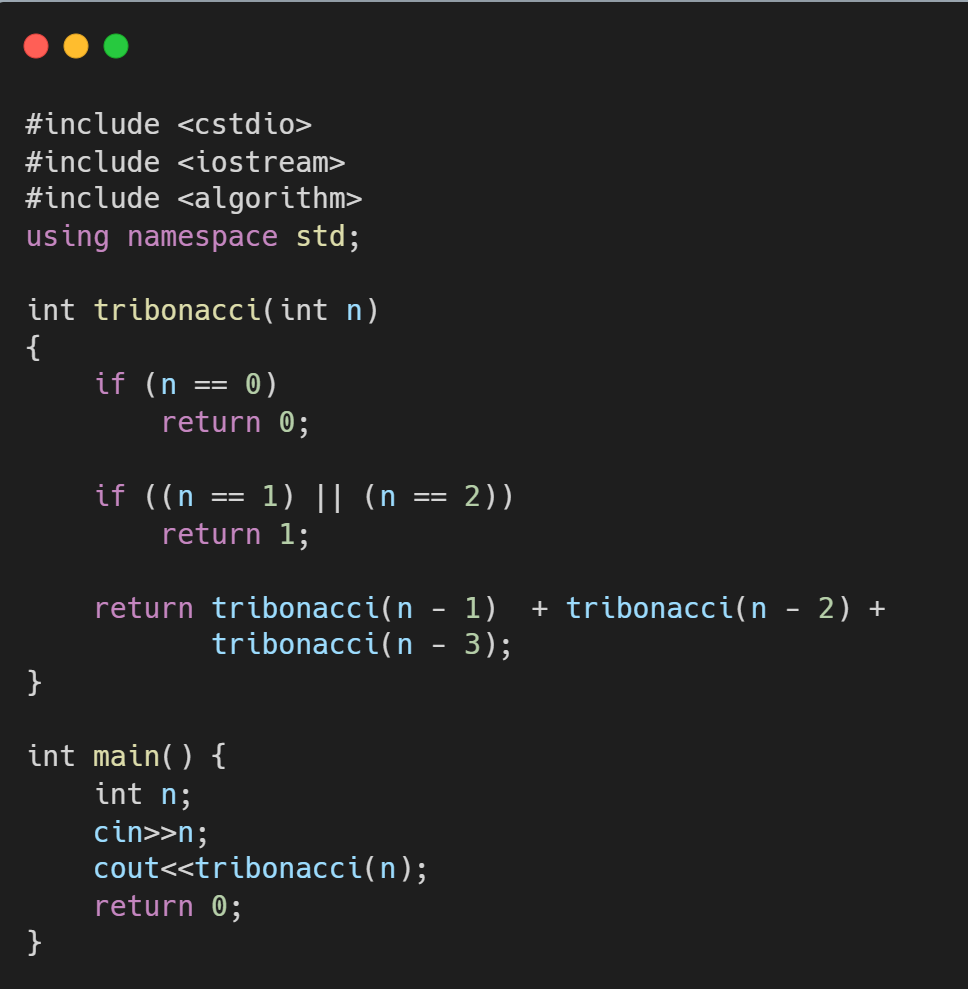 #include <cstdio>
#include <iostream>
#include <algorithm>
using namespace std;

int tribonacci(int n)
{
    if (n == 0)
        return 0;

    if ((n == 1) || (n == 2))
        return 1;

    return tribonacci(n - 1)  + tribonacci(n - 2) +
           tribonacci(n - 3);
}

int main() {
    int n;
    cin>>n;
    cout<<tribonacci(n);
    return 0;
}